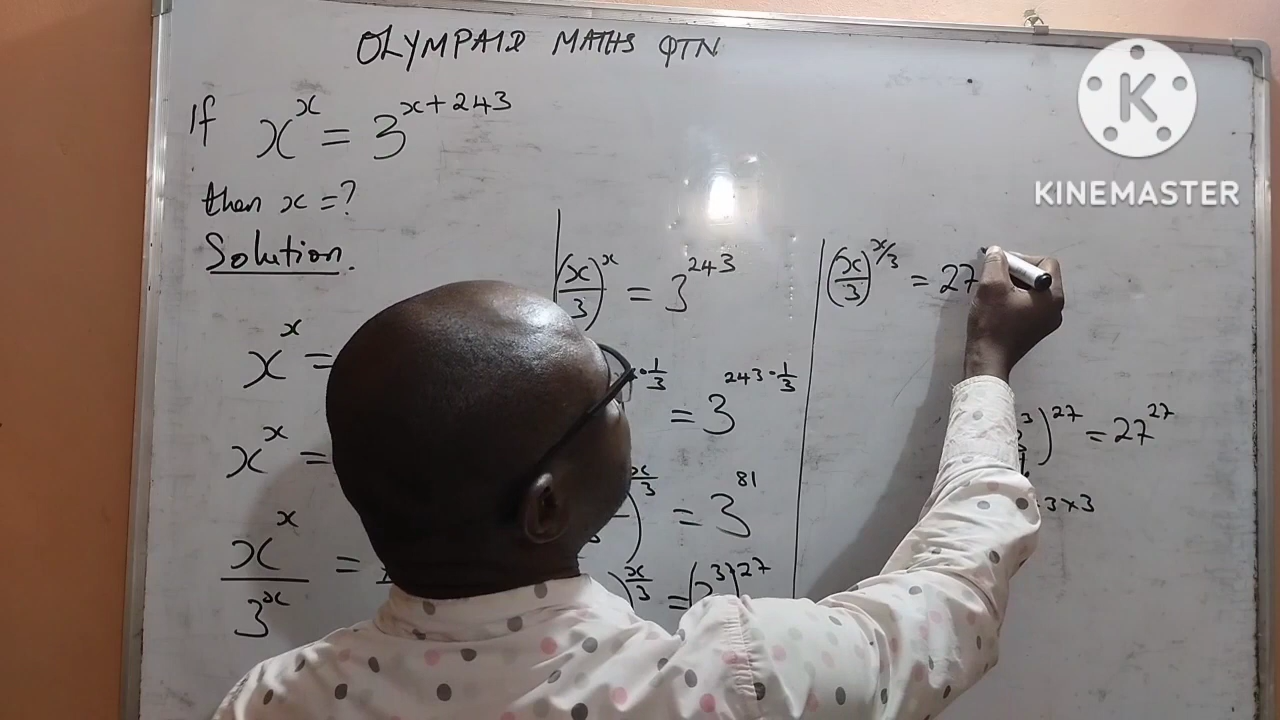 OLYMPAID MATHS QTN
If x^x = 3^{x+243}
then x = ?
Solution.
x^x =
x^x =
x^x / 3^x =
(x/3)^x = 3^243
x·1/3 = 3^{243·1/3}
x/3 ) = 3^81
)^{x/3} = (3^3)^27
(x/3)^{x/3} = 27
3)^27 = 27^27
3×3
K
KINEMASTER